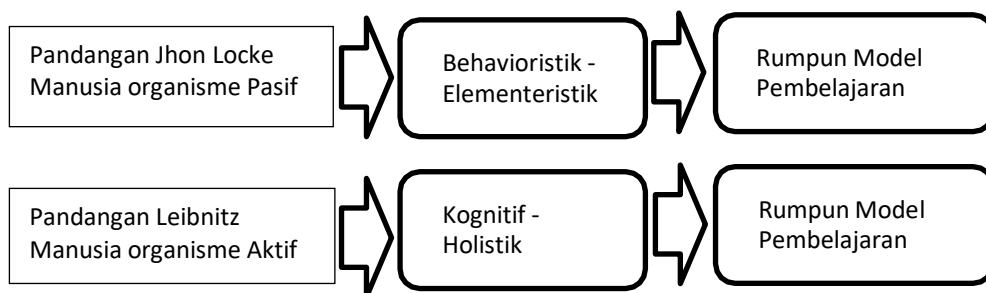 Pandangan Jhon Locke
Manusia organisme Pasif
Behavioristik -
Elementeristik
Rumpun Model
Pembelajaran
Pandangan Leibnitz
Manusia organisme Aktif
Kognitif -
Holistik
Rumpun Model
Pembelajaran